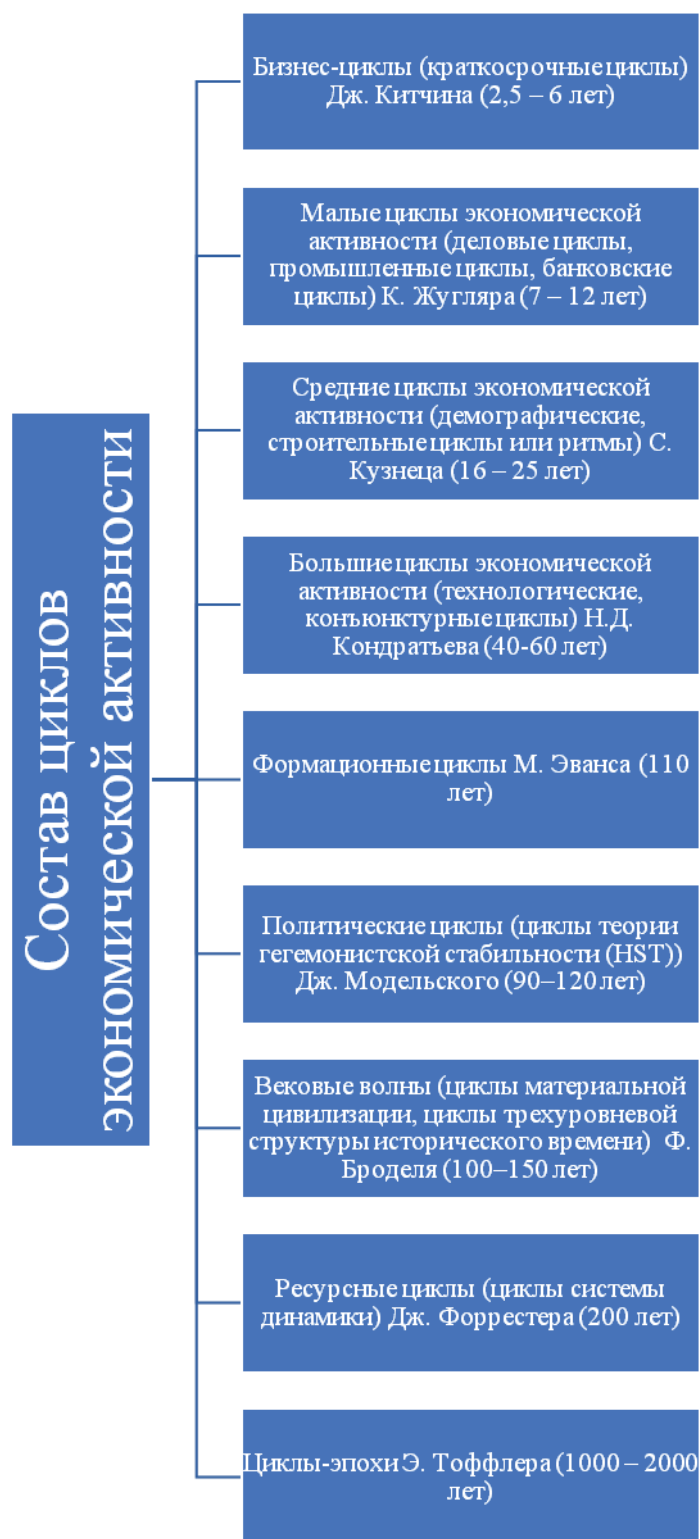 Состав циклов
экономической активности
Бизнес-циклы (краткосрочные циклы)
Дж. Китчина (2,5 – 6 лет)
Малые циклы экономической
активности (деловые циклы,
промышленные циклы, банковские
циклы) К. Жугляра (7 – 12 лет)
Средние циклы экономической
активности (демографические,
строительные циклы или ритмы) С.
Кузнеца (16 – 25 лет)
Большие циклы экономической
активности (технологические,
конъюнктурные циклы) Н.Д.
Кондратьева (40-60 лет)
Формационные циклы М. Эванса (110
лет)
Политические циклы (циклы теории
гегемонистской стабильности (HST))
Дж. Модельского (90–120 лет)
Вековые волны (циклы материальной
цивилизации, циклы трехуровневой
структуры исторического времени) Ф.
Броделя (100–150 лет)
Ресурсные циклы (циклы системы
динамики) Дж. Форрестера (200 лет)
Циклы-эпохи Э. Тоффлера (1000 – 2000
лет)